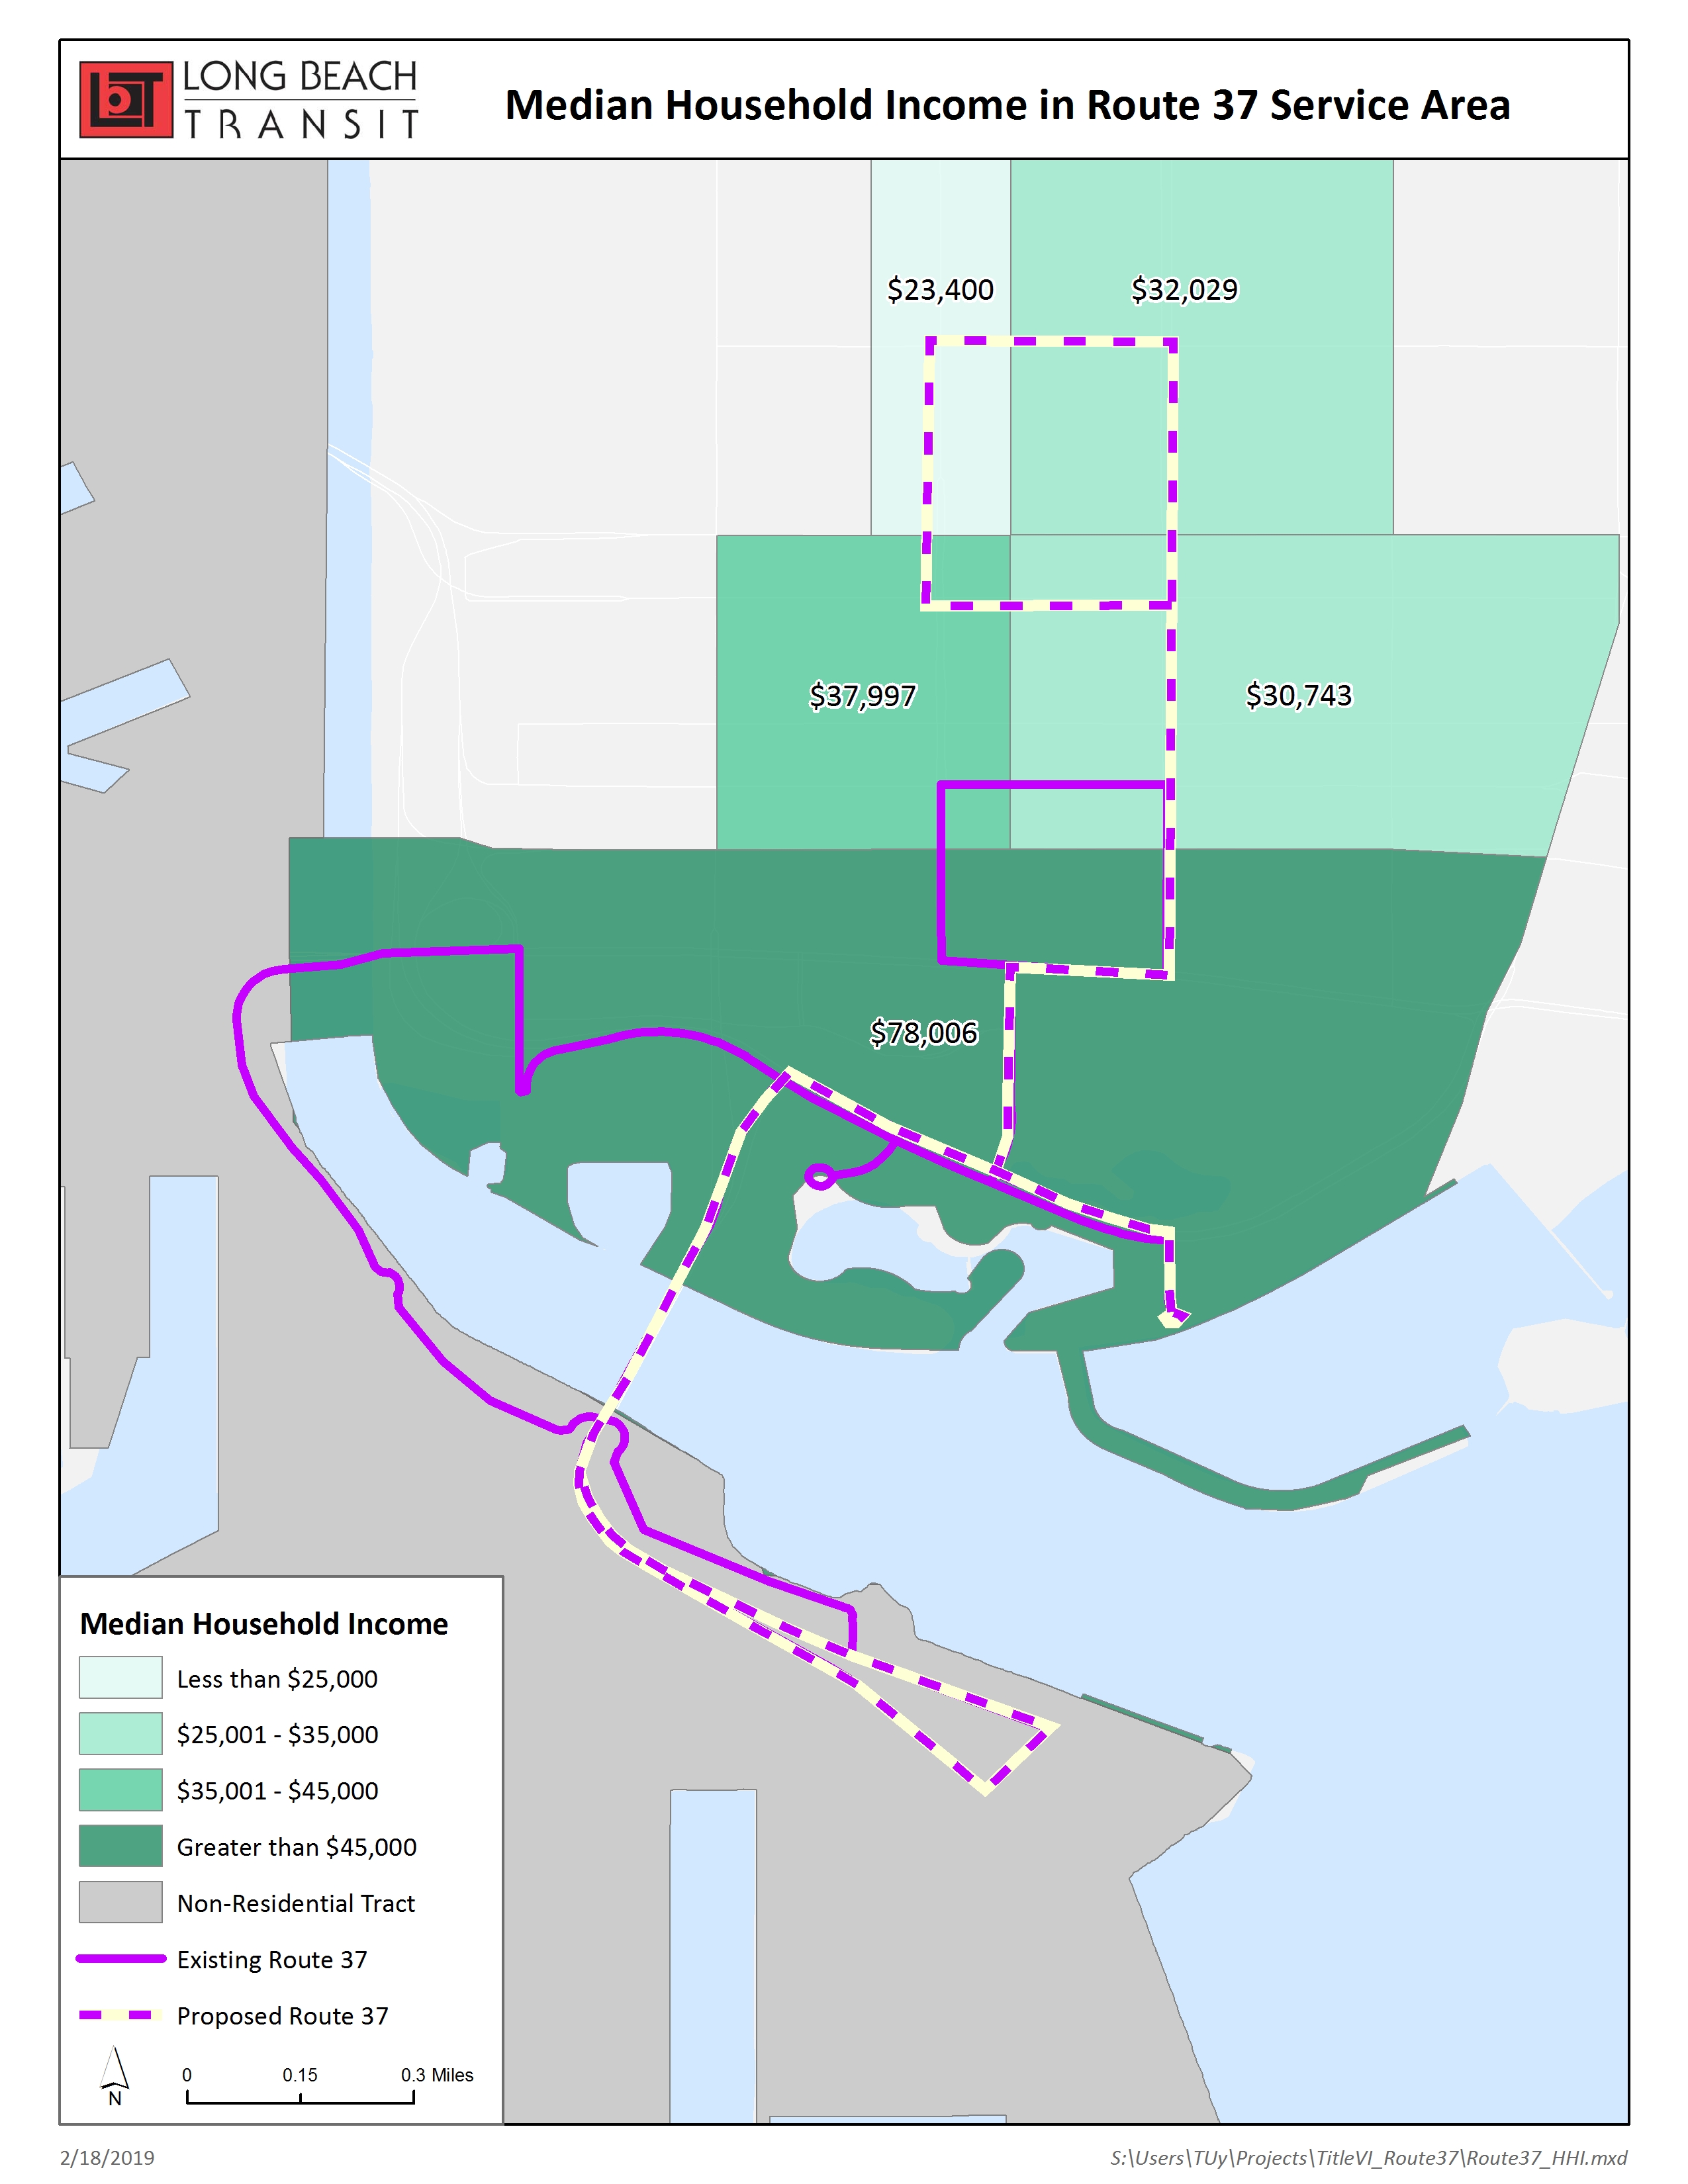 LbT
LONG BEACH
TRANSIT
Median Household Income in Route 37 Service Area
$23,400
$32,029
$37,997
$30,743
$78,006
Median Household Income
Less than $25,000
$25,001 - $35,000
$35,001 - $45,000
Greater than $45,000
Non-Residential Tract
Existing Route 37
Proposed Route 37
N
0 0.15 0.3 Miles
2/18/2019
S:\Users\TUy\Projects\TitleVI_Route37\Route37_HHI.mxd